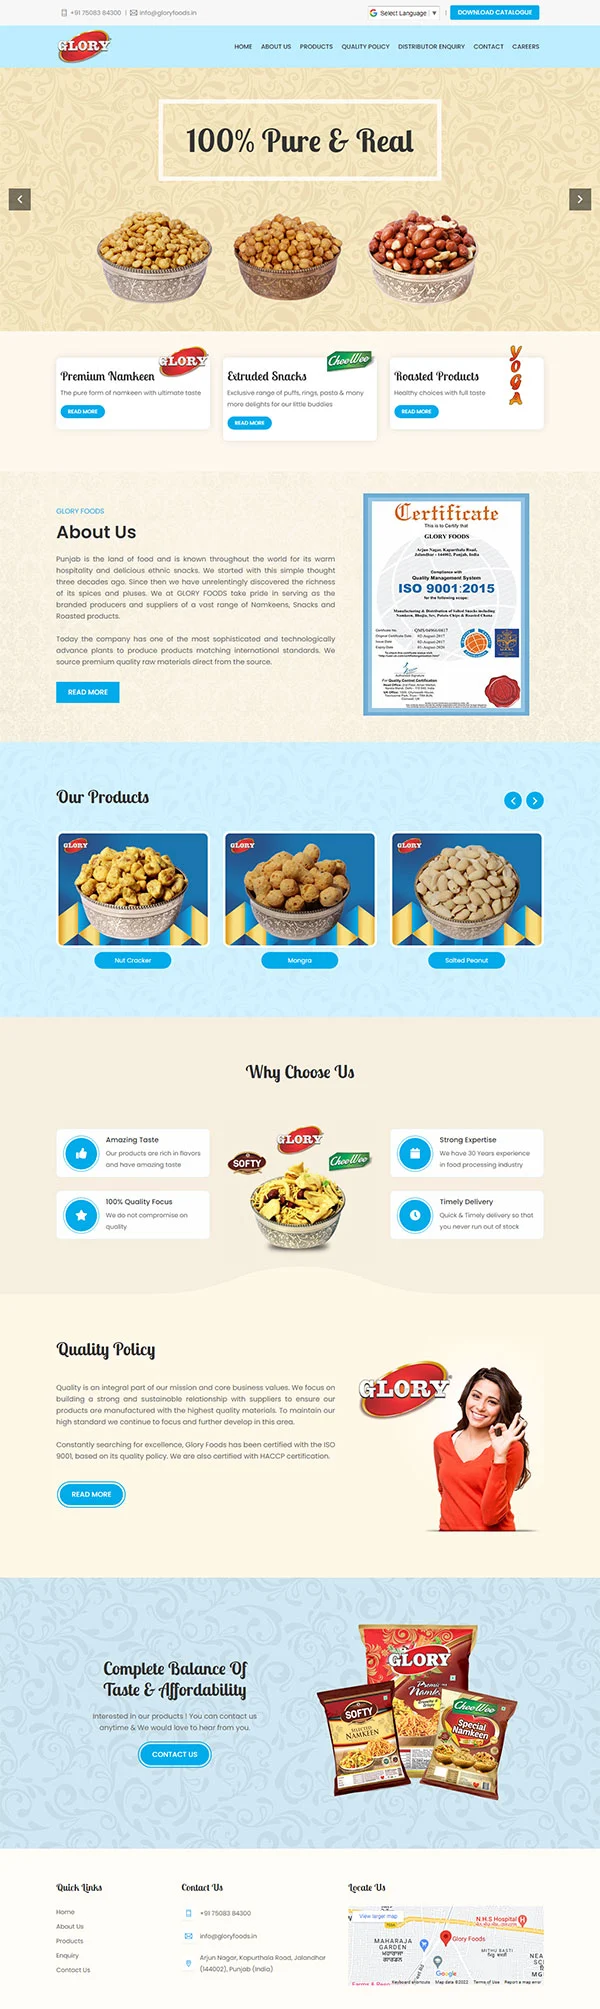 +91 75083 84300 | info@gloryfoods.in
Select Language ▼ | DOWNLOAD CATALOGUE
GLORY
HOME ABOUT US PRODUCTS QUALITY POLICY DISTRIBUTOR ENQUIRY CONTACT CAREERS
100% Pure & Real
GLORY
Premium Namkeen
The pure form of namkeen with ultimate taste
READ MORE
CheeWee
Extruded Snacks
Exclusive range of puffs, rings, pasta & many
more delights for our little buddies
READ MORE
YOGA
Roasted Products
Healthy choices with full taste
READ MORE
GLORY FOODS
About Us
Punjab is the land of food and is known throughout the world for its warm
hospitality and delicious ethnic snacks. We started with this simple thought
three decades ago. Since then we have unrelentingly discovered the richness
of its spices and pluses. We at GLORY FOODS take pride in serving as the
branded producers and suppliers of a vast range of Namkeens, Snacks and
Roasted products.
Today the company has one of the most sophisticated and technologically
advance plants to produce products matching international standards. We
source premium quality raw materials direct from the source.
READ MORE
Certificate
This is to Certify that
GLORY FOODS
Arjun Nagar, Kapurthala Road,
Jalandhar - 144002, Punjab, India
Compliance with
Quality Management System
ISO 9001:2015
for the following scope:
Manufacturing & Distribution of Salted Snacks including
Namkeen, Bhujia, Sev, Potato Chips & Roasted Chana
Our Products
GLORY
GLORY
GLORY
Nut Cracker
Mongra
Salted Peanut
Why Choose Us
Amazing Taste
Our products are rich in flavors
and have amazing taste
100% Quality Focus
We do not compromise on
quality
GLORY
SOFTY
CheeWee
Strong Expertise
We have 30 Years experience
in food processing industry
Timely Delivery
Quick & Timely delivery so that
you never run out of stock
Quality Policy
Quality is an integral part of our mission and core business values. We focus on
building a strong and sustainable relationship with suppliers to ensure our
products are manufactured with the highest quality materials. To maintain our
high standard we continue to focus and further develop in this area.
Constantly searching for excellence, Glory Foods has been certified with the ISO
9001, based on its quality policy. We are also certified with HACCP certification.
READ MORE
GLORY
Complete Balance Of
Taste & Affordability
Interested in our products ! You can contact us
anytime & We would love to hear from you.
CONTACT US
GLORY
Premium
Namkeen
SOFTY
SELECTED
NAMKEEN
CheeWee
Special
Namkeen
Quick Links
Home
About Us
Products
Enquiry
Contact Us
Contact Us
+91 75083 84300
info@gloryfoods.in
Arjun Nagar, Kapurthala Road, Jalandhar
(144002), Punjab (India)
Locate Us
View larger map
N.H.S Hospital
MAHARAJA
GARDEN
Glory Foods
MITHU BASTI
Google
Keyboard shortcuts Map data ©2022 Terms of Use Report a map error